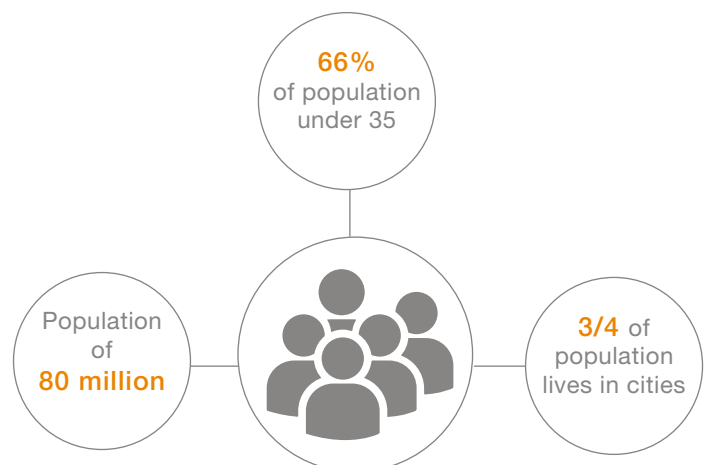 66%
of population
under 35
Population
of
80 million
3/4 of
population
lives in cities